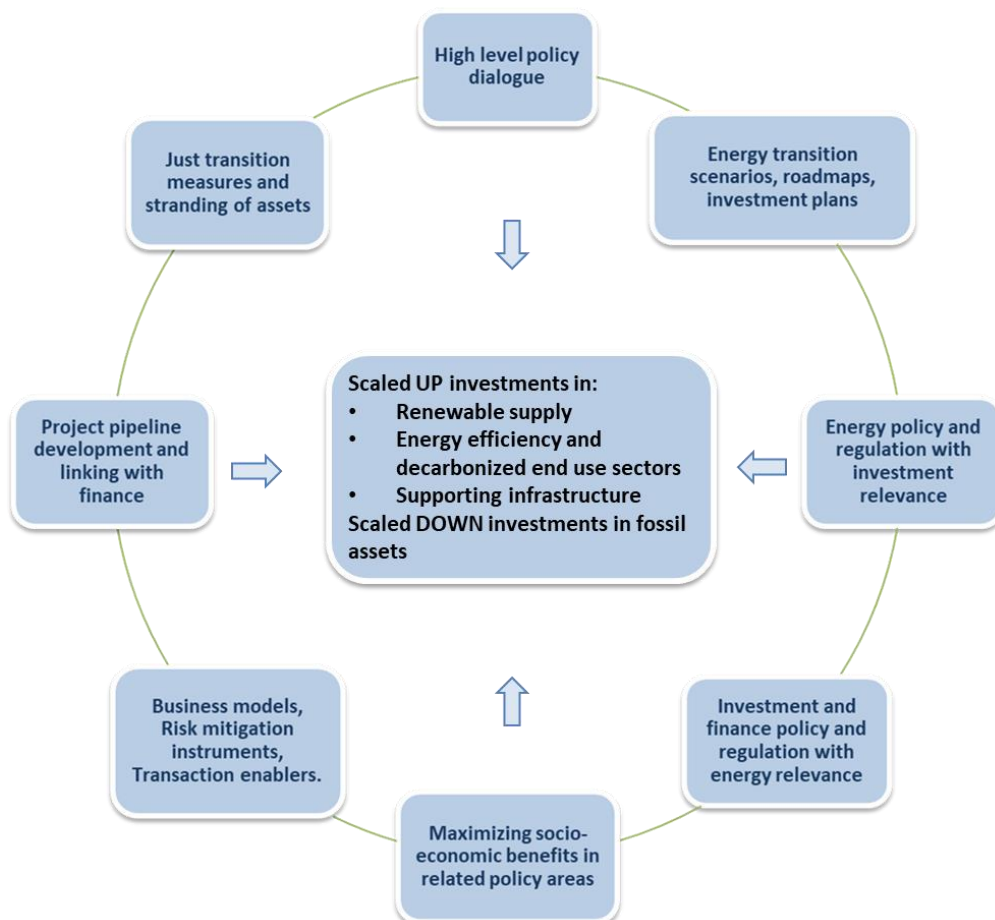 High level policy
dialogue
Energy transition
scenarios, roadmaps,
investment plans
Energy policy and
regulation with
investment
relevance
Investment and
finance policy and
regulation with
energy relevance
Maximizing socio-
economic benefits in
related policy areas
Business models,
Risk mitigation
instruments,
Transaction enablers.
Project pipeline
development and
linking with
finance
Just transition
measures and
stranding of assets
Scaled UP investments in:
• Renewable supply
• Energy efficiency and
decarbonized end use sectors
• Supporting infrastructure
Scaled DOWN investments in fossil
assets